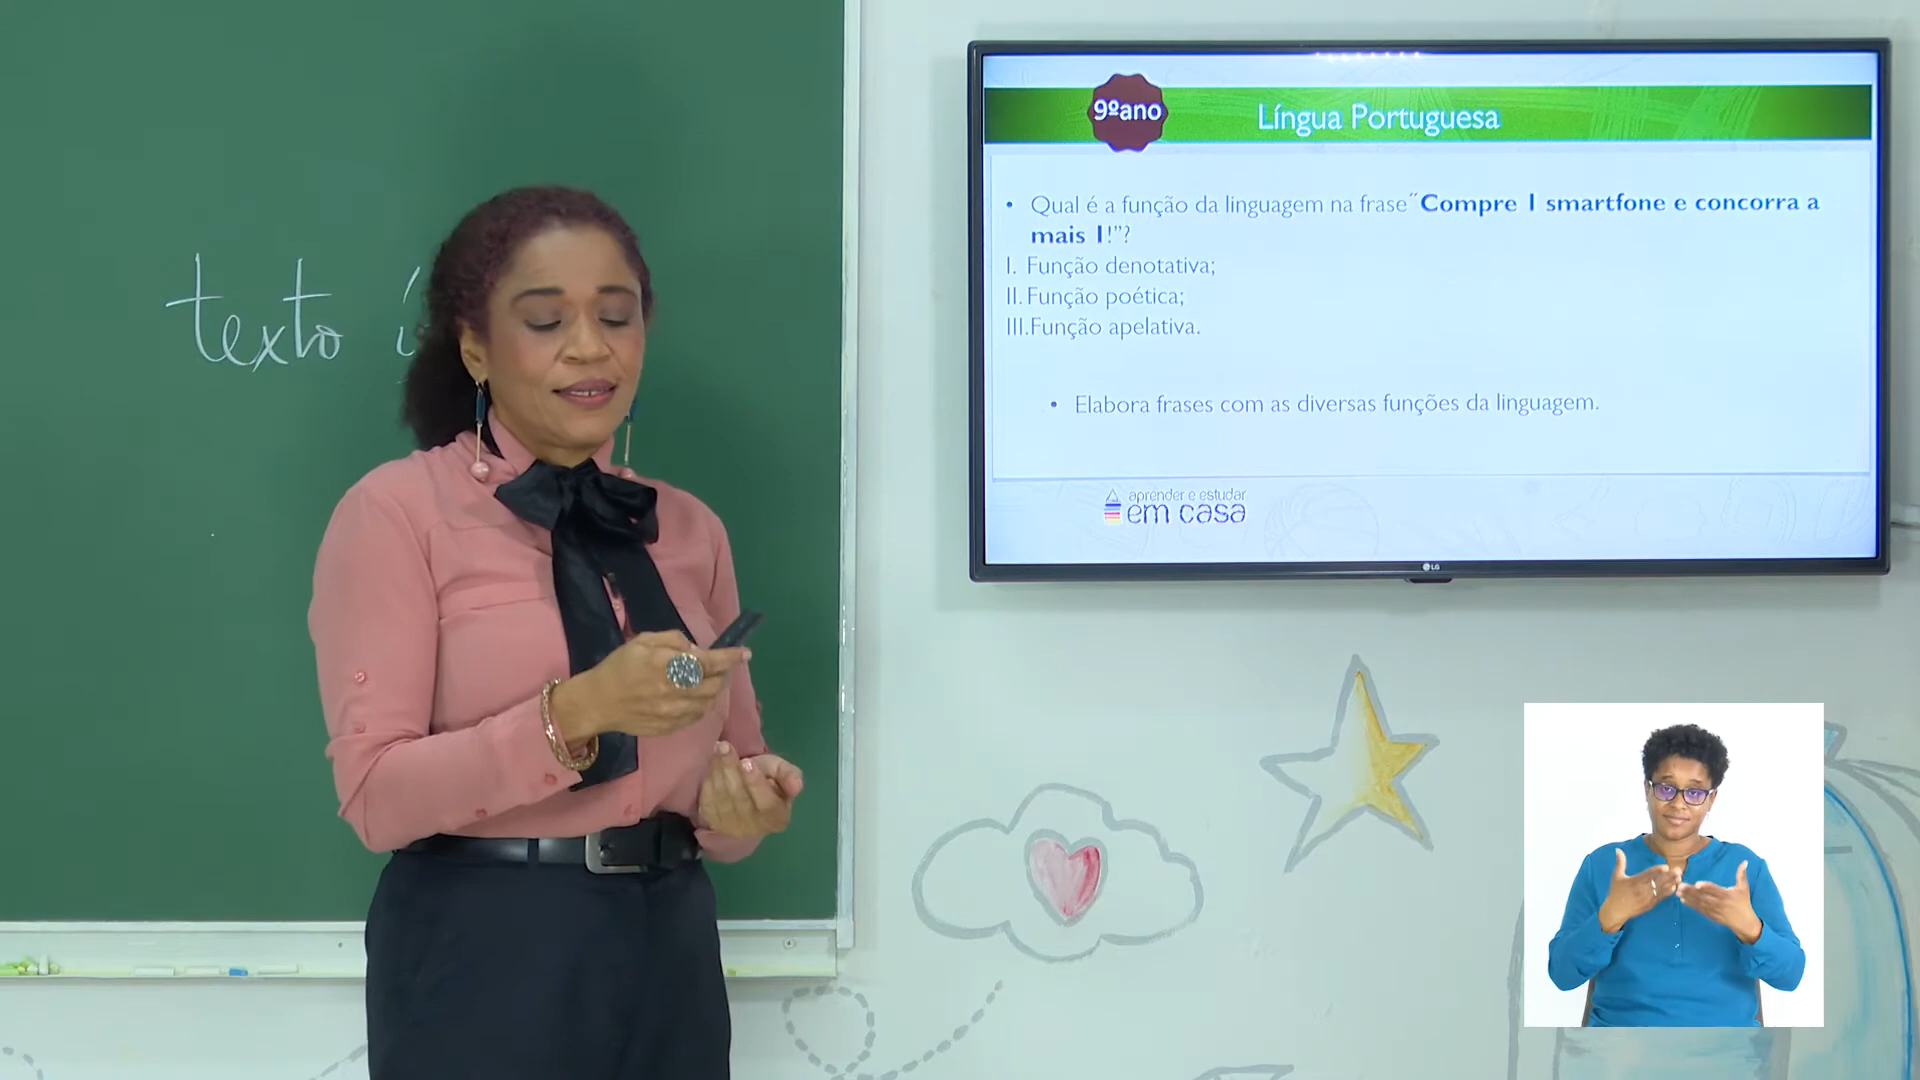 texto
9ºano
Língua Portuguesa
• Qual é a função da linguagem na frase˝Compre 1 smartfone e concorra a
mais 1!”?
I. Função denotativa;
II. Função poética;
III.Função apelativa.
• Elabora frases com as diversas funções da linguagem.
aprender e estudar
em casa
LG